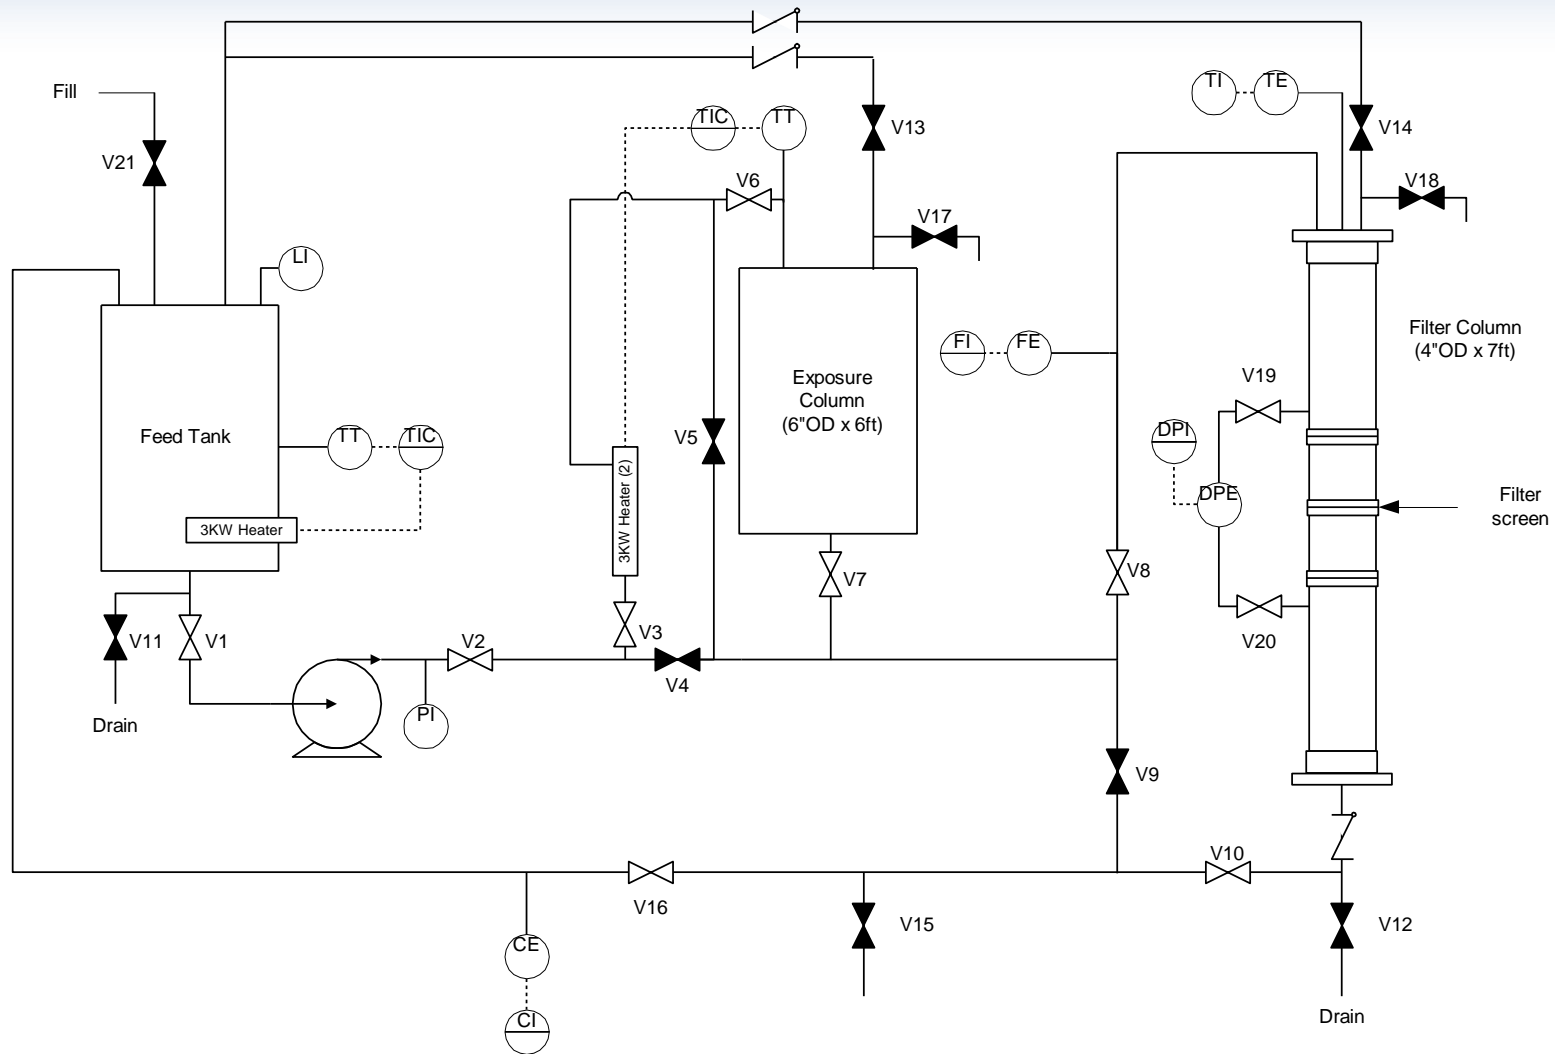 Fill
V21
LI
Feed Tank
TT
TIC
3KW Heater
V11
V1
Drain
PI
V2
TIC
TT
V6
V13
V17
V5
3KW Heater (2)
V3
V4
Exposure
Column
(6"OD x 6ft)
V7
FI
FE
V8
V9
TI
TE
V14
V18
Filter Column
(4"OD x 7ft)
V19
DPI
DPE
V20
Filter
screen
V10
V16
V15
V12
CE
CI
Drain